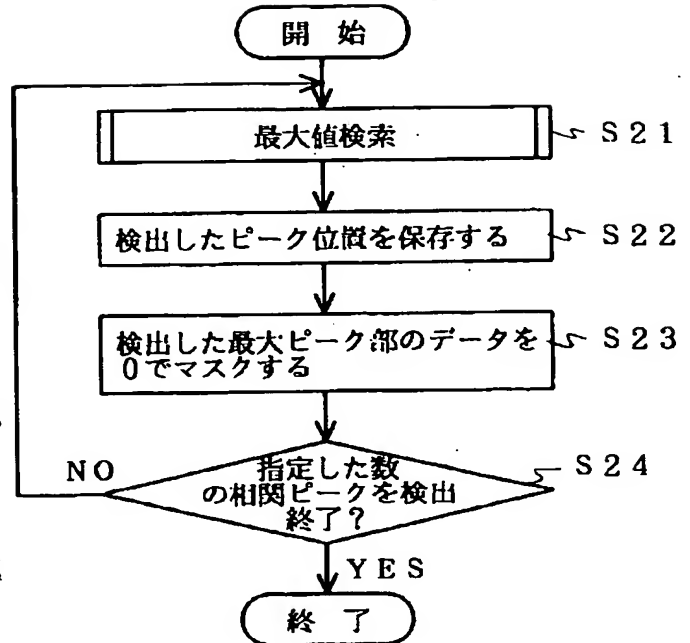 開 始
最大値検索
S21
検出したピーク位置を保存する
S22
検出した最大ピーク部のデータを
0でマスクする
S23
指定した数
の相関ピークを検出
終了?
S24
NO
YES
終 了